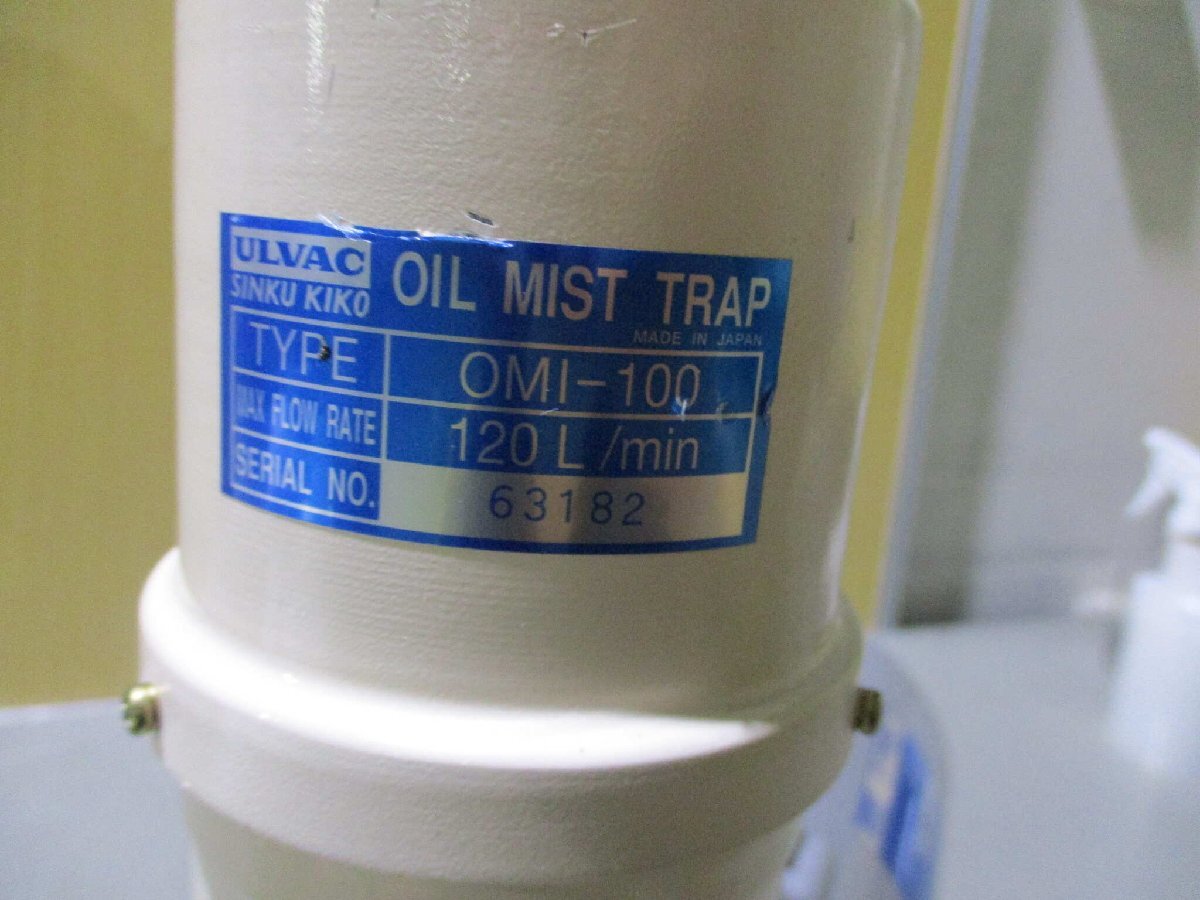 ULVAC
SINKU KIKO
OIL MIST TRAP
MADE IN JAPAN
TYPE OMI-100
MAX FLOW RATE 120 L/min
SERIAL NO. 63182